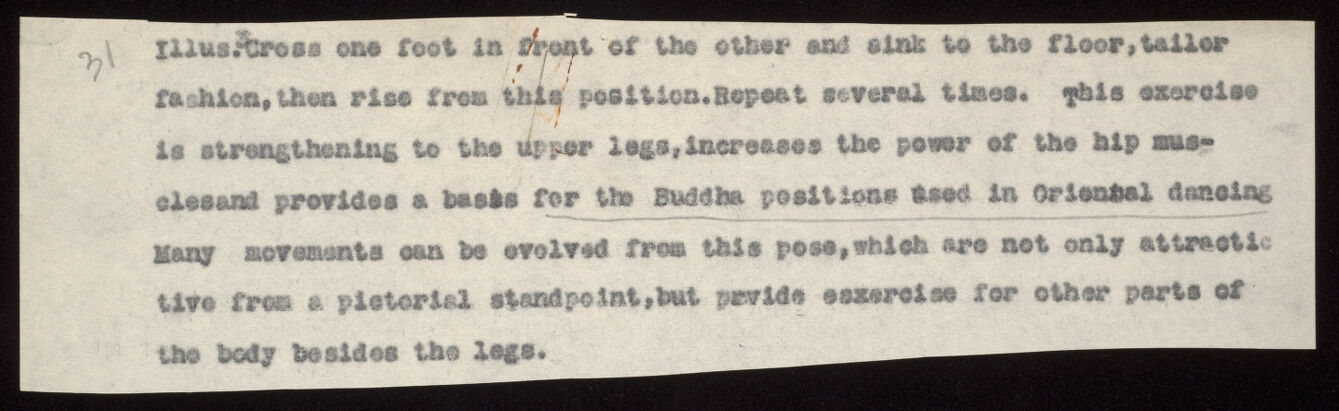 31
Illus.Cross one foot in front of the other and sink to the floor,tailor
fashion,then rise from this position.Repeat several times. This exercise
is strengthening to the upper legs,increases the power of the hip mus-
clesand provides a basis for the Buddha positions used in Oriental dancing
Many movements can be evolved from this pose,which are not only attractic
tive from a pictorial standpoint,but prvide esxercise for other parts of
the body besides the legs.